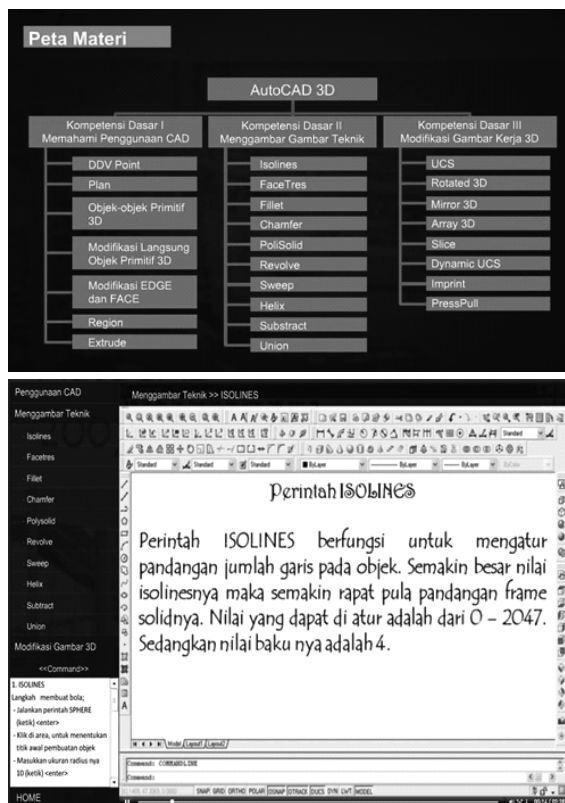 Peta Materi
AutoCAD 3D
Kompetensi Dasar I
Memahami Penggunaan CAD
DDV Point
Plan
Objek-objek Primitif
3D
Modifikasi Langsung
Objek Primitif 3D
Modifikasi EDGE
dan FACE
Region
Extrude
Kompetensi Dasar II
Menggambar Gambar Teknik
Isolines
FaceTres
Fillet
Chamfer
PoliSolid
Revolve
Sweep
Helix
Substract
Union
Kompetensi Dasar III
Modifikasi Gambar Kerja 3D
UCS
Rotated 3D
Mirror 3D
Array 3D
Slice
Dynamic UCS
Imprint
PressPull
Penggunaan CAD
Menggambar Teknik
Isolines
Facetres
Fillet
Chamfer
Polysolid
Revolve
Sweep
Helix
Subtract
Union
Modifikasi Gambar 3D
<<Command>>
1. ISOLINES
Langkah membuat bola;
- Jalankan perintah SPHERE
(ketik) <enter>
- Klik di area, untuk menentukan
titik awal pembuatan objek
- Masukkan ukuran radius nya
10 (ketik) <enter>
HOME
Menggambar Teknik >> ISOLINES
Standard
Standard Standard ByLayer ByLayer ByLayer ByColor
Perintah ISOLINES
Perintah ISOLINES berfungsi untuk mengatur
pandangan jumlah garis pada objek. Semakin besar nilai
isolinesnya maka semakin rapat pula pandangan frame
solidnya. Nilai yang dapat di atur adalah dari 0 – 2047.
Sedangkan nilai baku nya adalah 4.
Model Layout1 Layout2
Command: COMMANDLINE
Command:
SNAP GRID ORTHO POLAR OSNAP OTRACK DUCS DYN LWT MODEL